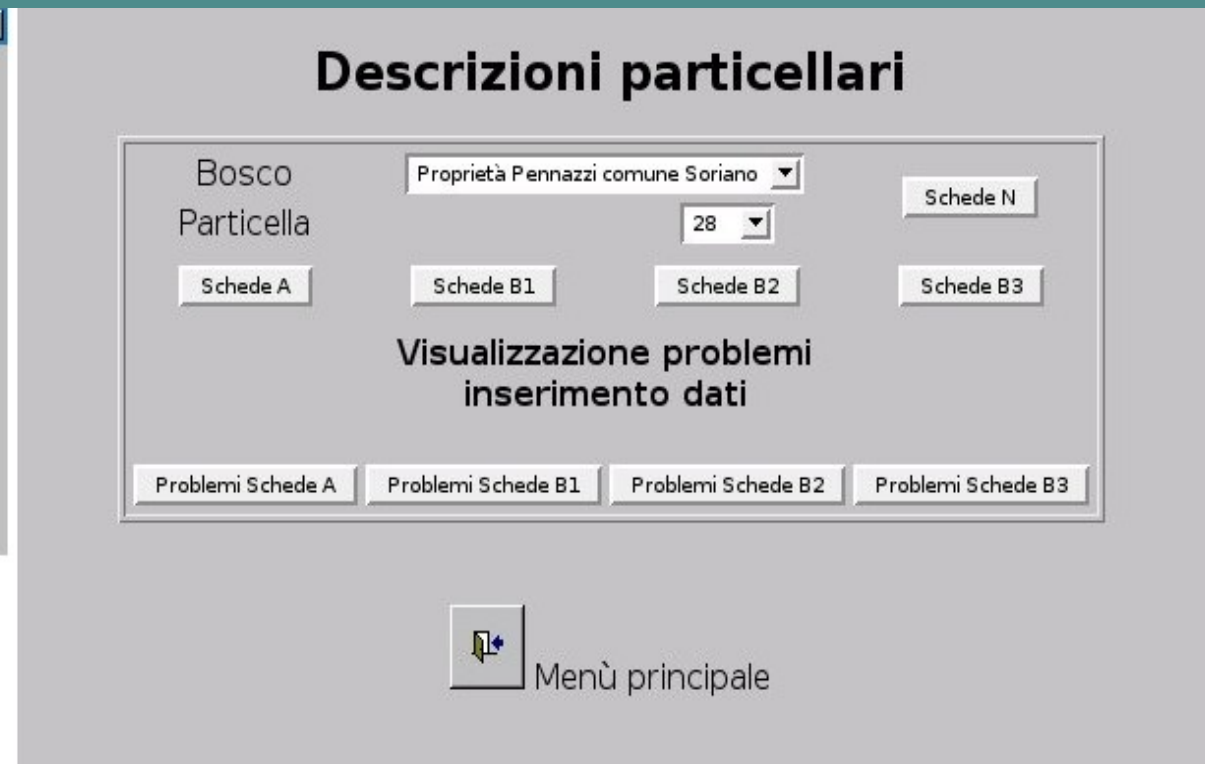 Descrizioni particellari
Bosco
Proprietà Pennazzi comune Soriano
Schede N
Particella
28
Schede A
Schede B1
Schede B2
Schede B3
Visualizzazione problemi
inserimento dati
Problemi Schede A
Problemi Schede B1
Problemi Schede B2
Problemi Schede B3
Menù principale